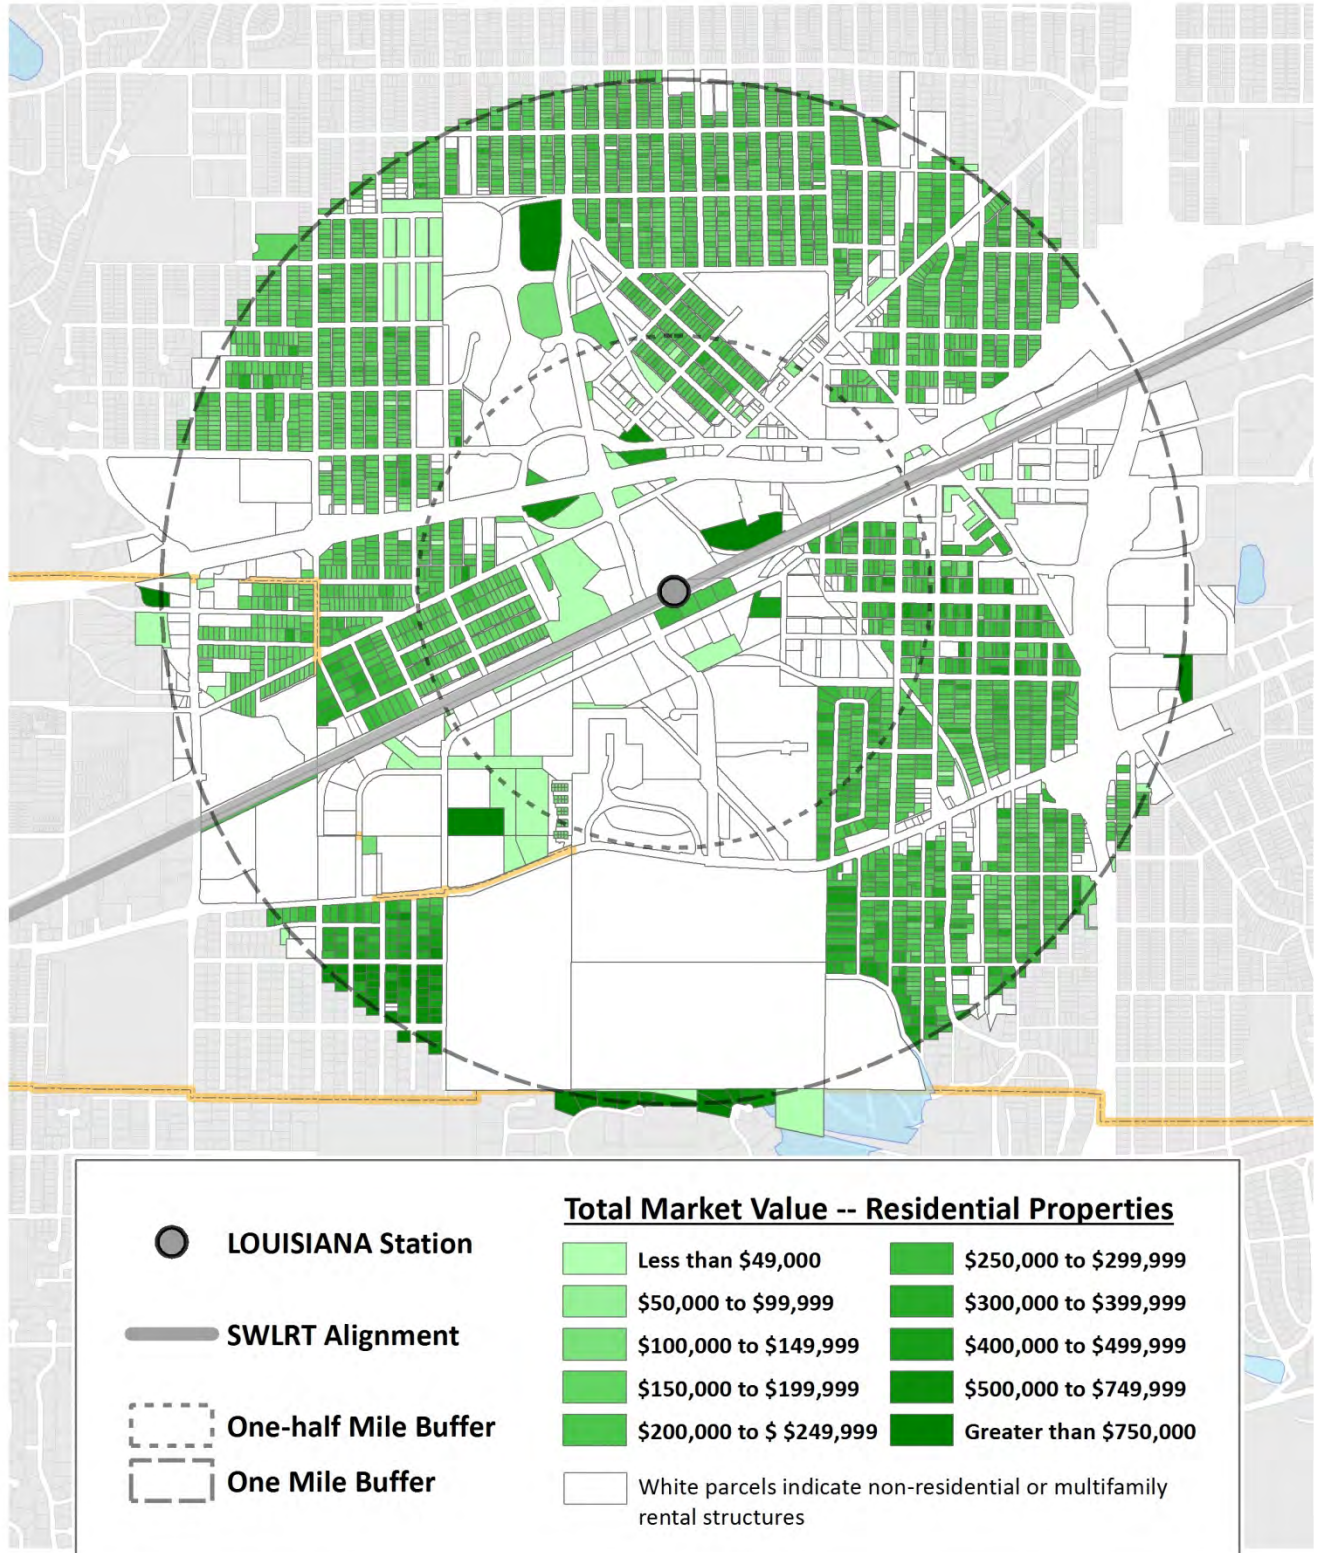 LOUISIANA Station
SWLRT Alignment
One-half Mile Buffer
One Mile Buffer
Total Market Value -- Residential Properties
Less than $49,000
$50,000 to $99,999
$100,000 to $149,999
$150,000 to $199,999
$200,000 to $ $249,999
$250,000 to $299,999
$300,000 to $399,999
$400,000 to $499,999
$500,000 to $749,999
Greater than $750,000
White parcels indicate non-residential or multifamily
rental structures